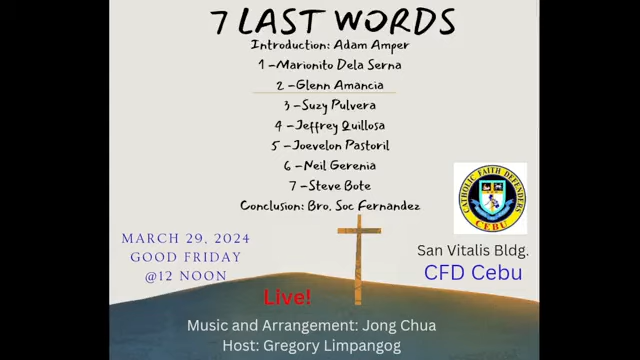 7 LAST WORDS
Introduction: Adam Amper
1 -Marionito Dela Serna
2 -Glenn Amancia
3 -Suzy Pulvera
4 -Jeffrey Quillosa
5 -Joevelon Pastoril
6 -Neil Gerenia
7 -Steve Bote
Conclusion: Bro. Soc Fernandez
CATHOLIC FAITH DEFENDERS
CEBU
MARCH 29, 2024
GOOD FRIDAY
@12 NOON
San Vitalis Bldg.
CFD Cebu
Live!
Music and Arrangement: Jong Chua
Host: Gregory Limpangog